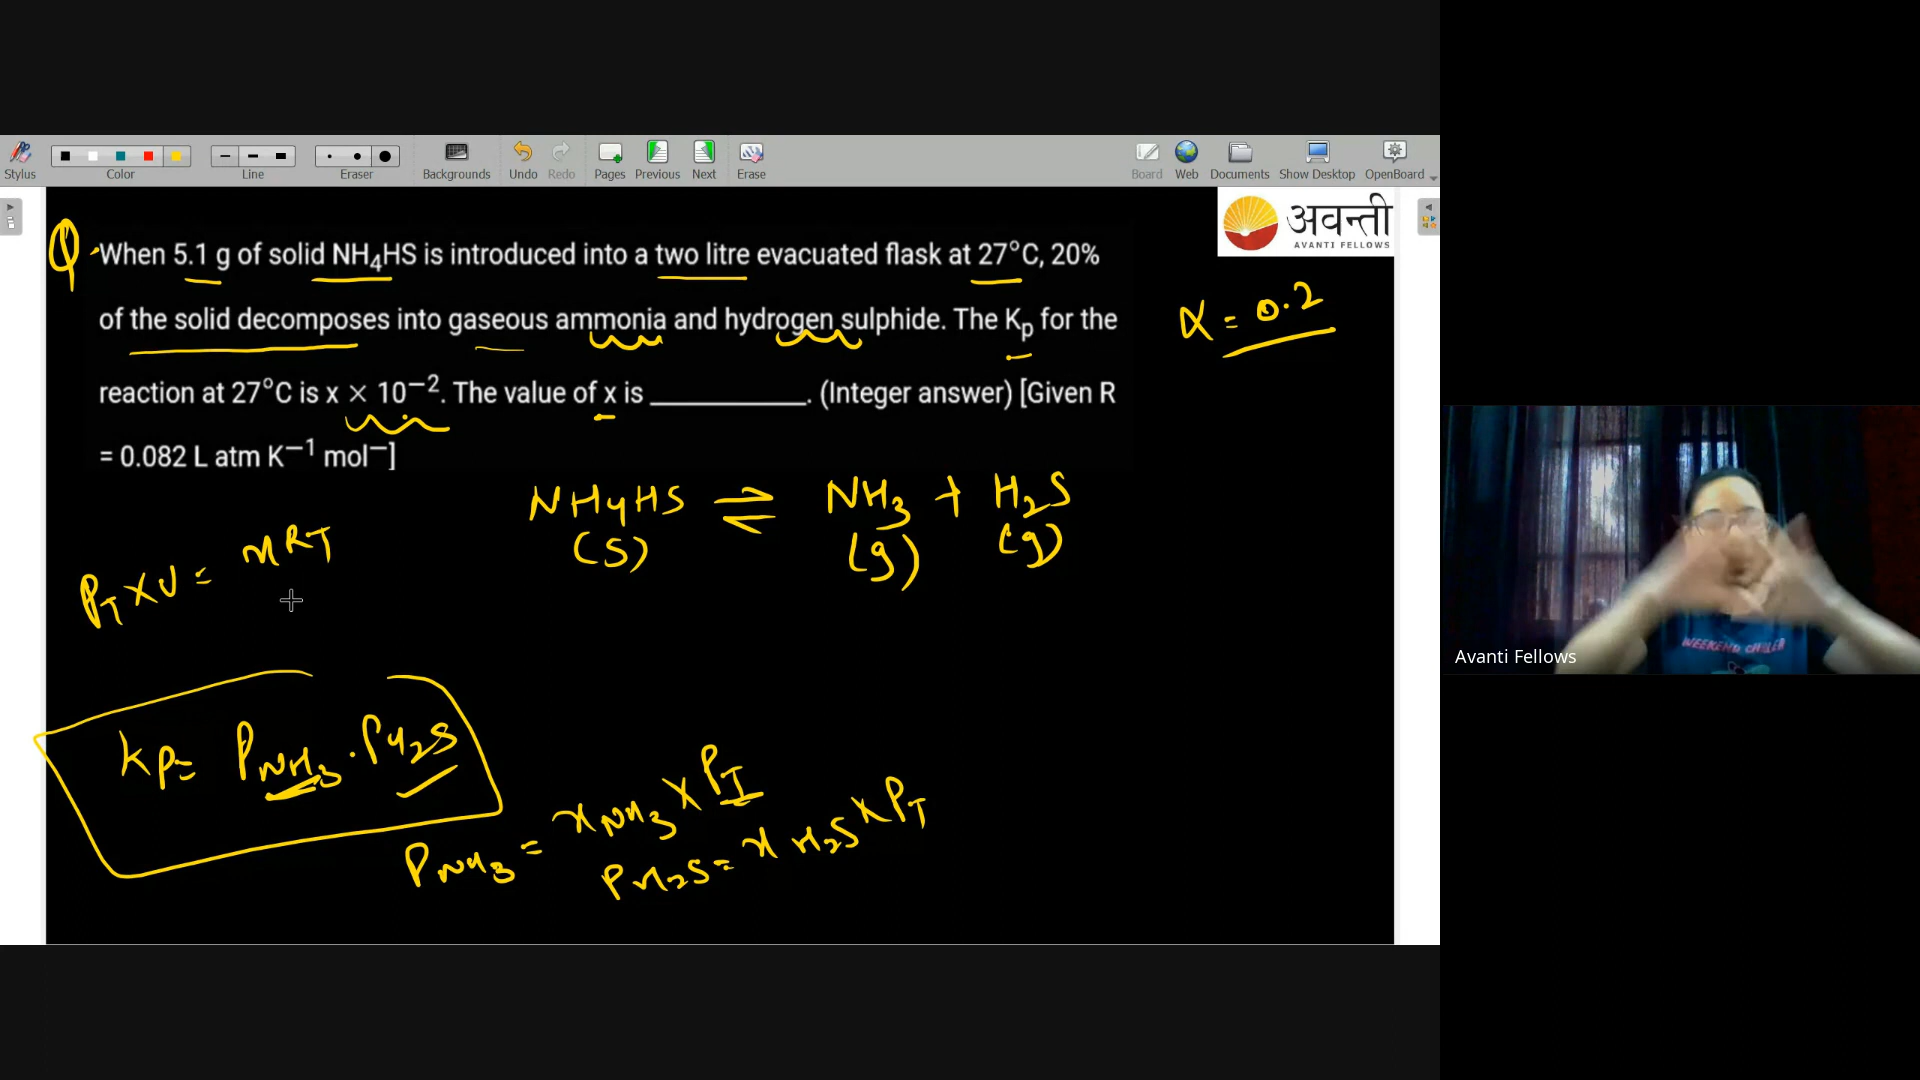 Stylus
Color
Line
Eraser
Backgrounds
Undo
Redo
Pages
Previous
Next
Erase
Board
Web
Documents
Show Desktop
OpenBoard
अवन्ती
AVANTI FELLOWS
Q. When 5.1 g of solid NH₄HS is introduced into a two litre evacuated flask at 27°C, 20%
of the solid decomposes into gaseous ammonia and hydrogen sulphide. The Kₚ for the
reaction at 27°C is x × 10⁻². The value of x is ____________. (Integer answer) [Given R
= 0.082 L atm K⁻¹ mol⁻]
α = 0.2
NH4HS ⇌ NH3 + H2S
(s) (g) (g)
PT × V = nRT
KP = PNH3 . PH2S
PNH3 = xNH3 × PT
PH2S = x H2S × PT
WEEKEND CHILLER
Avanti Fellows